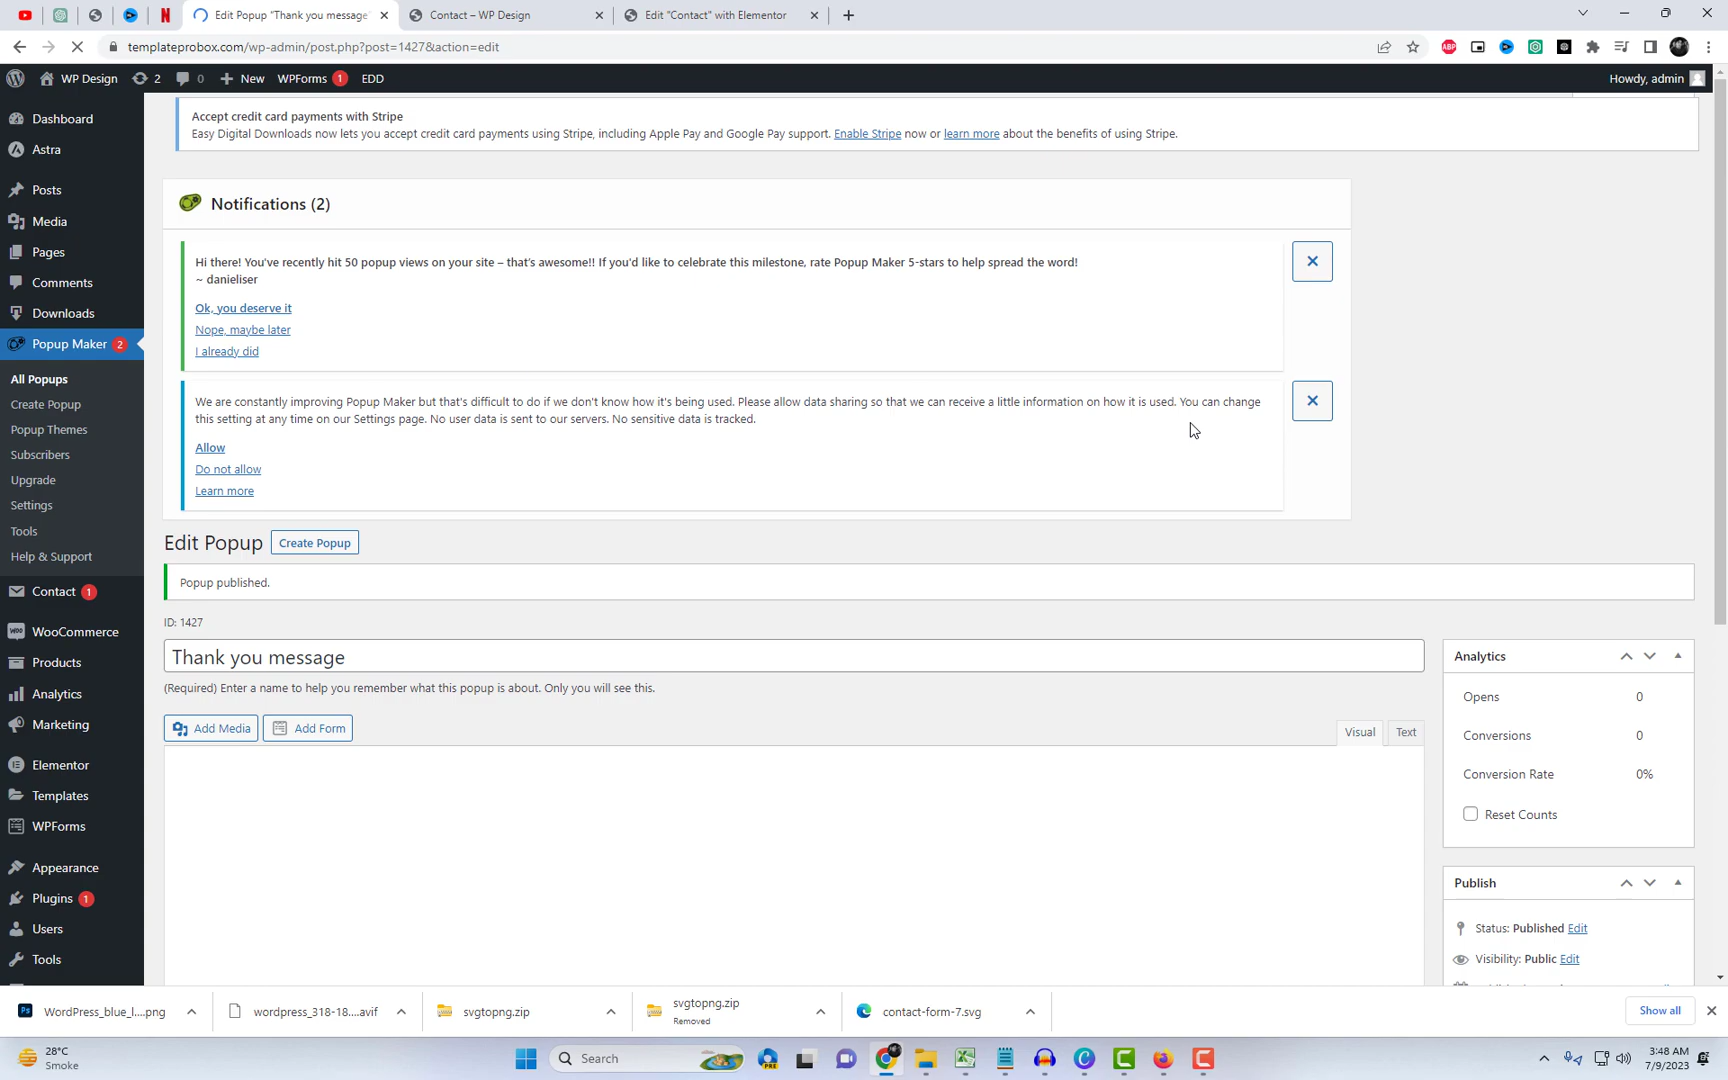 Edit Popup "Thank you message"
Contact – WP Design
Edit "Contact" with Elementor
templateprobox.com/wp-admin/post.php?post=1427&action=edit
WP Design
2
0
New
WPForms 1
EDD
Howdy, admin
Dashboard
Astra
Posts
Media
Pages
Comments
Downloads
Popup Maker 2
All Popups
Create Popup
Popup Themes
Subscribers
Upgrade
Settings
Tools
Help & Support
Contact 1
WooCommerce
Products
Analytics
Marketing
Elementor
Templates
WPForms
Appearance
Plugins 1
Users
Tools
Accept credit card payments with Stripe
Easy Digital Downloads now lets you accept credit card payments using Stripe, including Apple Pay and Google Pay support. Enable Stripe now or learn more about the benefits of using Stripe.
Notifications (2)
Hi there! You've recently hit 50 popup views on your site – that's awesome!! If you'd like to celebrate this milestone, rate Popup Maker 5-stars to help spread the word!
~ danieliser
Ok, you deserve it
Nope, maybe later
I already did
We are constantly improving Popup Maker but that's difficult to do if we don't know how it's being used. Please allow data sharing so that we can receive a little information on how it is used. You can change
this setting at any time on our Settings page. No user data is sent to our servers. No sensitive data is tracked.
Allow
Do not allow
Learn more
Edit Popup Create Popup
Popup published.
ID: 1427
Thank you message
(Required) Enter a name to help you remember what this popup is about. Only you will see this.
Add Media
Add Form
Visual
Text
Analytics
Opens 0
Conversions 0
Conversion Rate 0%
Reset Counts
Publish
Status: Published Edit
Visibility: Public Edit
WordPress_blue_l....png
wordpress_318-18....avif
svgtopng.zip
svgtopng.zip
Removed
contact-form-7.svg
Show all
28°C
Smoke
Search
PRE
3:48 AM
7/9/2023